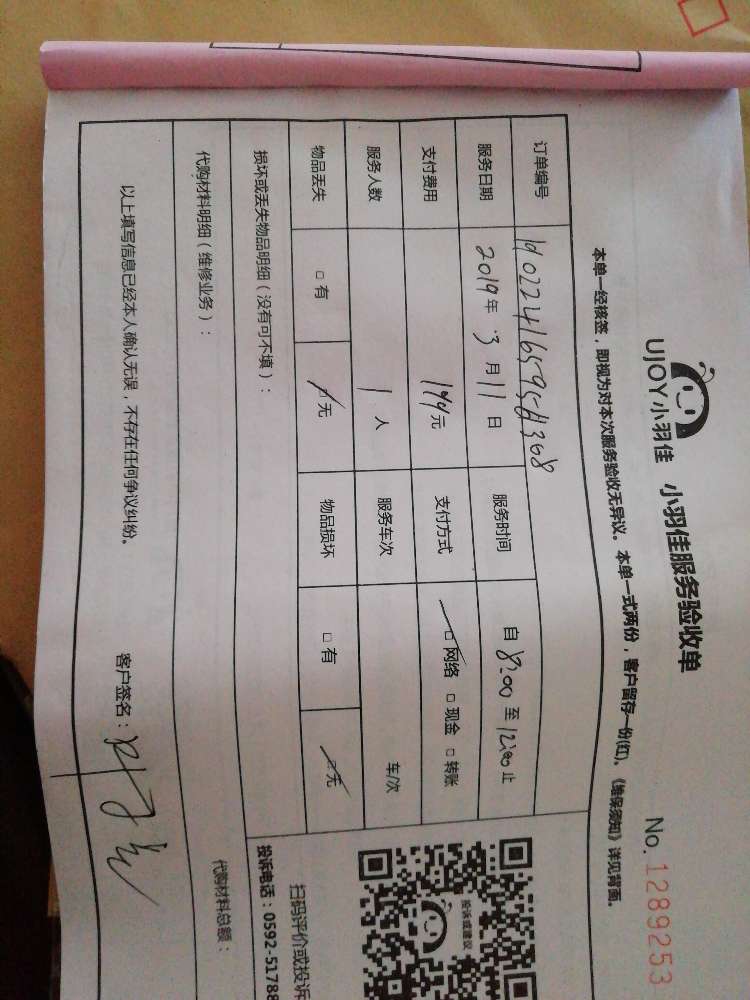 UJOY小羽佳 小羽佳服务验收单
No. 1289253
本单一经核签，即视为对本次服务验收无异议。本单一式两份，客户留存一份(红)。《维保须知》详见背面。
订单编号
服务日期 2019年 3 月 11 日 服务时间 自 8:00 至 12:00 止
支付费用 144元 支付方式 □网络 □现金 □转账
服务人数 1 人 服务车次 车/次
物品丢失 □有 □无 物品损坏 □有 □无
损坏或丢失物品明细（没有可不填）：
代购材料明细（维修业务）： 代购材料总额：
投诉或建议
扫码评价或投诉
投诉电话：0592-51788
以上填写信息已经本人确认无误，不存在任何争议纠纷。 客户签名：